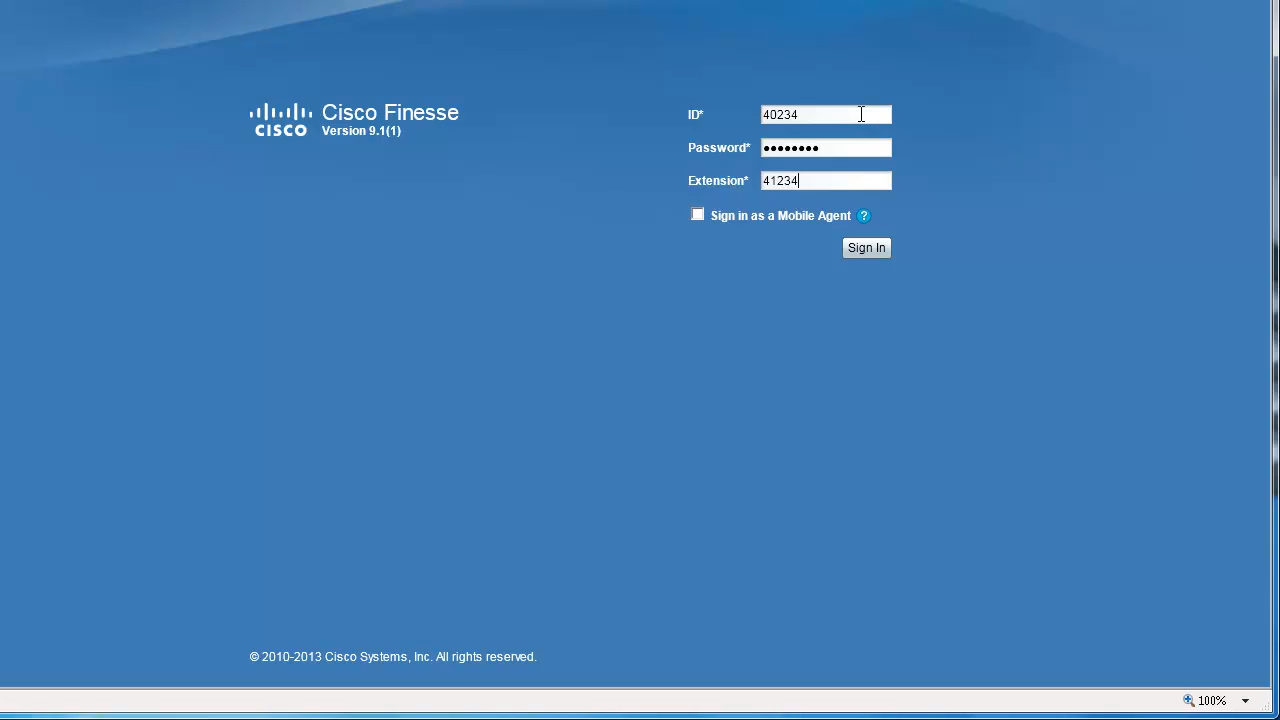 CISCO
Cisco Finesse
Version 9.1(1)
ID* 40234
Password* ●●●●●●●●
Extension* 41234
Sign in as a Mobile Agent ?
Sign In
© 2010-2013 Cisco Systems, Inc. All rights reserved.
100%